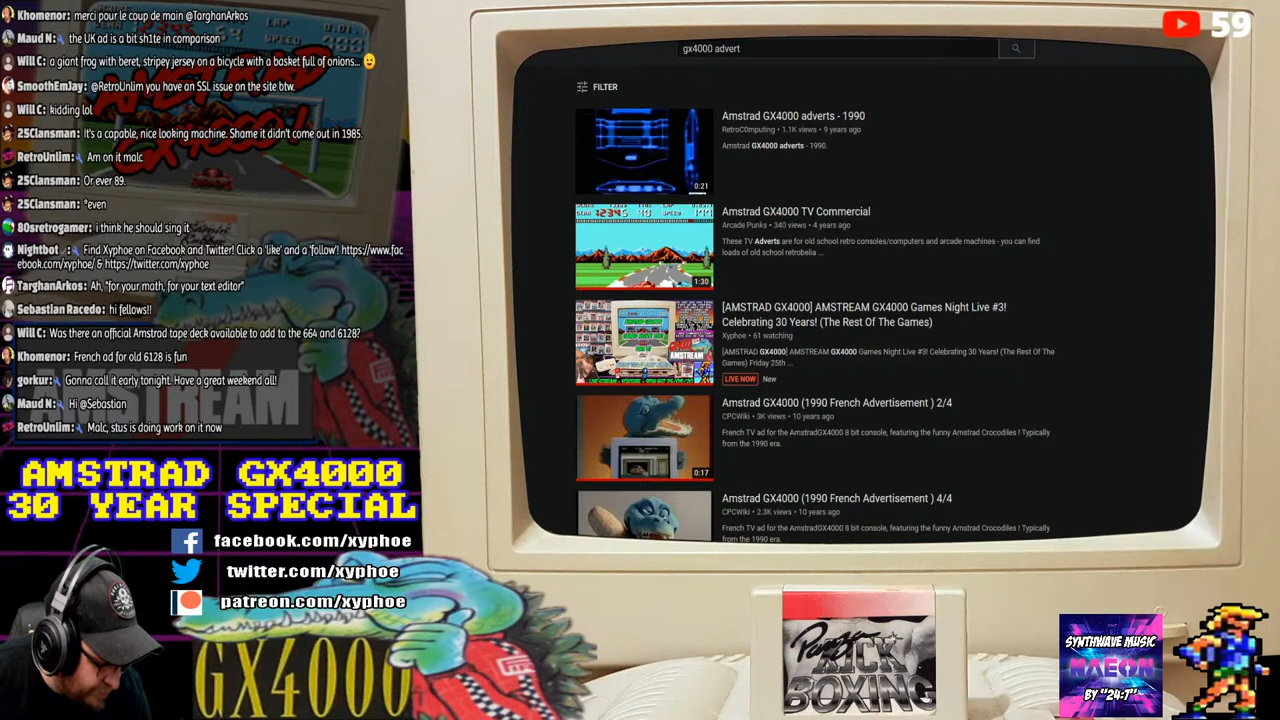 Khomenor: merci pour le coup de main @TarghanArkos
Maud N: the UK ad is a bit sh1te in comparison
Will C: a giant frog with beret, stripey jersey on a bicycle with a basket full of onions...
SmoothEmJay: @RetroUnlim you have an SSL issue on the site btw.
Will C: kidding lol
2SClansman: It's a capable, nice looking machine. Shame it didn't come out in 1985.
RetroUnlim: I'm on it malc
2SClansman: Or ever 89.
2SClansman: *even
zapsretrogames: i think he should sing it
Nightbot: Find Xyphoe on Facebook and Twitter! Click a 'like' and a 'follow'! https://www.fac
ebook.com/xyphoe/ & https://twitter.com/xyphoe
TarghanArkos: Ah, "for your math, for your text editor"
hi fellows!!
Will C: Was there an official Amstrad tape deck available to add to the 664 and 6128?
Khomenor: French ad for old 6128 is fun
Gonna call it early tonight. Have a great weekend all!
Maud N: Hi @Sebastian
RetroUnlim: Malc, stus is doing work on it now
AMSTRAD GX4000
30 YEAR SPECIAL
facebook.com/xyphoe
twitter.com/xyphoe
patreon.com/xyphoe
GX4000
59
gx4000 advert
FILTER
Amstrad GX4000 adverts - 1990
RetroC0mputing • 1.1K views • 9 years ago
Amstrad GX4000 adverts - 1990.
0:21
Amstrad GX4000 TV Commercial
Arcade Punks • 340 views • 4 years ago
These TV Adverts are for old school retro consoles/computers and arcade machines - you can find
loads of old school retrobelia ...
1:30
[AMSTRAD GX4000] AMSTREAM GX4000 Games Night Live #3!
Celebrating 30 Years! (The Rest Of The Games)
Xyphoe • 61 watching
[AMSTRAD GX4000] AMSTREAM GX4000 Games Night Live #3! Celebrating 30 Years! (The Rest Of The
Games) Friday 25th ...
LIVE NOW New
Amstrad GX4000 (1990 French Advertisement ) 2/4
CPCWiki • 3K views • 10 years ago
French TV ad for the AmstradGX4000 8 bit console, featuring the funny Amstrad Crocodiles ! Typically
from the 1990 era.
0:17
Amstrad GX4000 (1990 French Advertisement ) 4/4
CPCWiki • 2.3K views • 10 years ago
French TV ad for the AmstradGX4000 8 bit console, featuring the funny Amstrad Crocodiles ! Typically
from the 1990 era.
KICK
BOXING
SYNTHWAVE MUSIC
NAEON
BY "24:7"